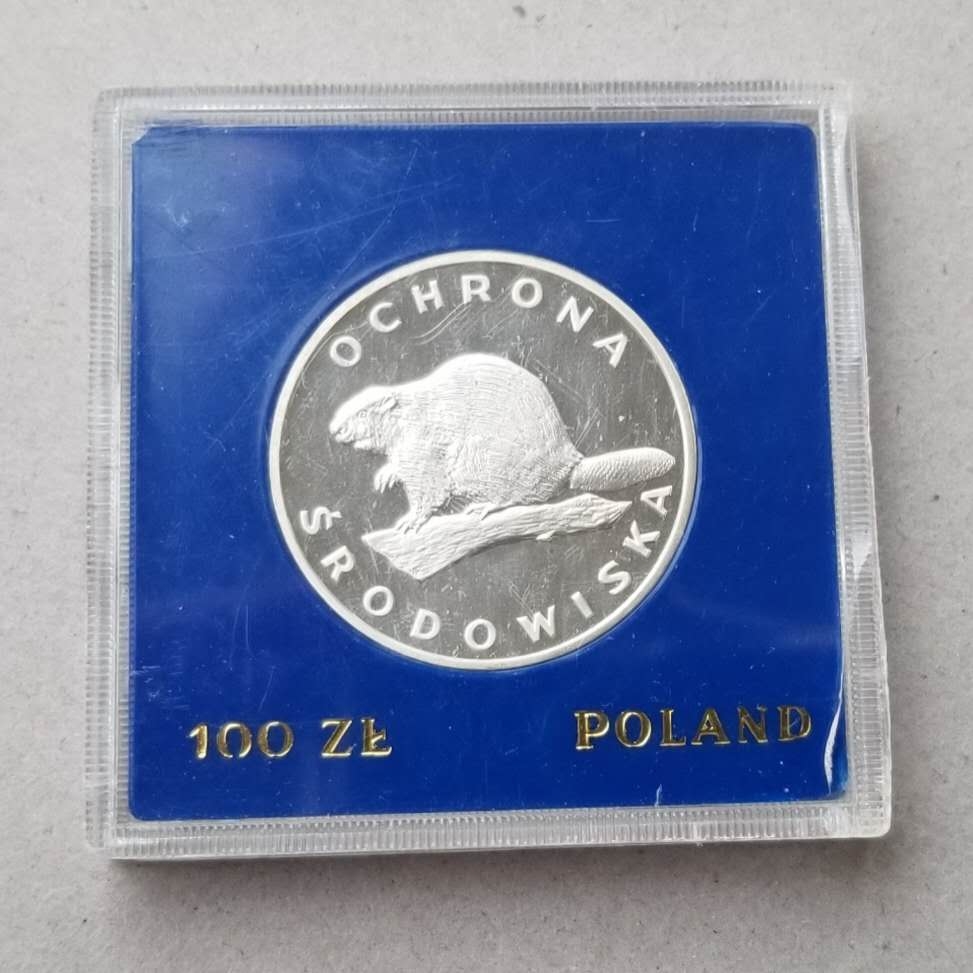 OCHRONA
ŚRODOWISKA
100 ZŁ POLAND